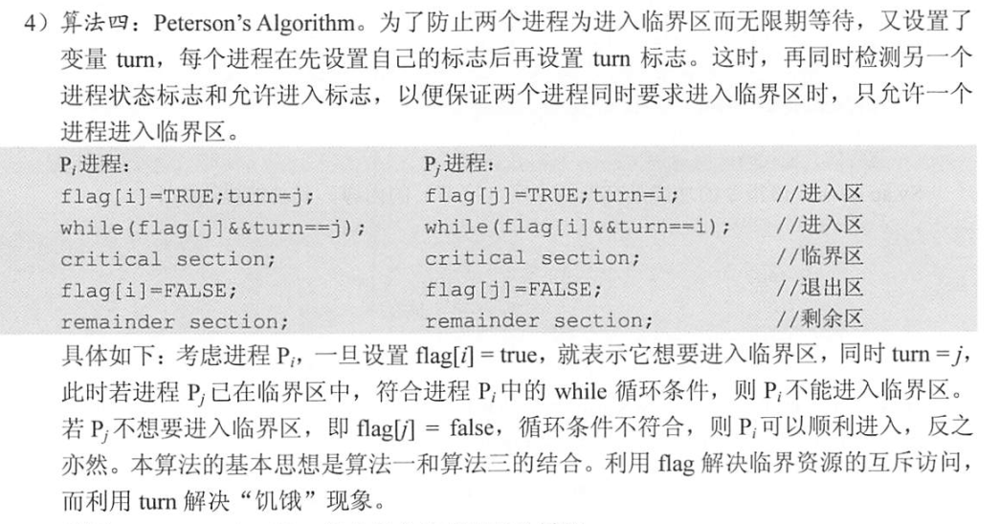 4）算法四：Peterson's Algorithm。为了防止两个进程为进入临界区而无限期等待，又设置了
变量 turn，每个进程在先设置自己的标志后再设置 turn 标志。这时，再同时检测另一个
进程状态标志和允许进入标志，以便保证两个进程同时要求进入临界区时，只允许一个
进程进入临界区。
Pi进程： Pj进程：
flag[i]=TRUE;turn=j; flag[j]=TRUE;turn=i; //进入区
while(flag[j]&&turn==j); while(flag[i]&&turn==i); //进入区
critical section; critical section; //临界区
flag[i]=FALSE; flag[j]=FALSE; //退出区
remainder section; remainder section; //剩余区
具体如下：考虑进程 Pi，一旦设置 flag[i] = true，就表示它想要进入临界区，同时 turn = j，
此时若进程 Pj已在临界区中，符合进程 Pi中的 while 循环条件，则 Pi不能进入临界区。
若 Pj不想要进入临界区，即 flag[j] = false，循环条件不符合，则 Pi可以顺利进入，反之
亦然。本算法的基本思想是算法一和算法三的结合。利用 flag 解决临界资源的互斥访问，
而利用 turn 解决“饥饿”现象。